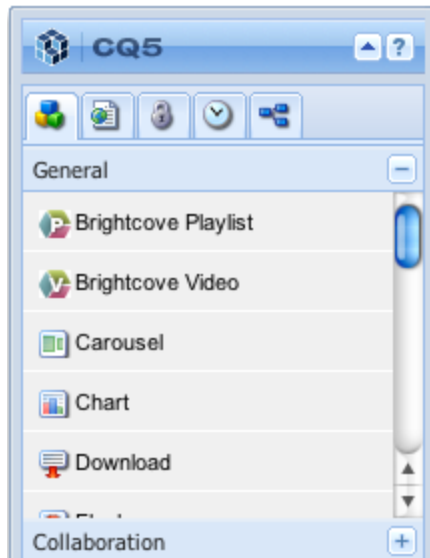 CQ5
?
General
Brightcove Playlist
Brightcove Video
Carousel
Chart
Download
Collaboration